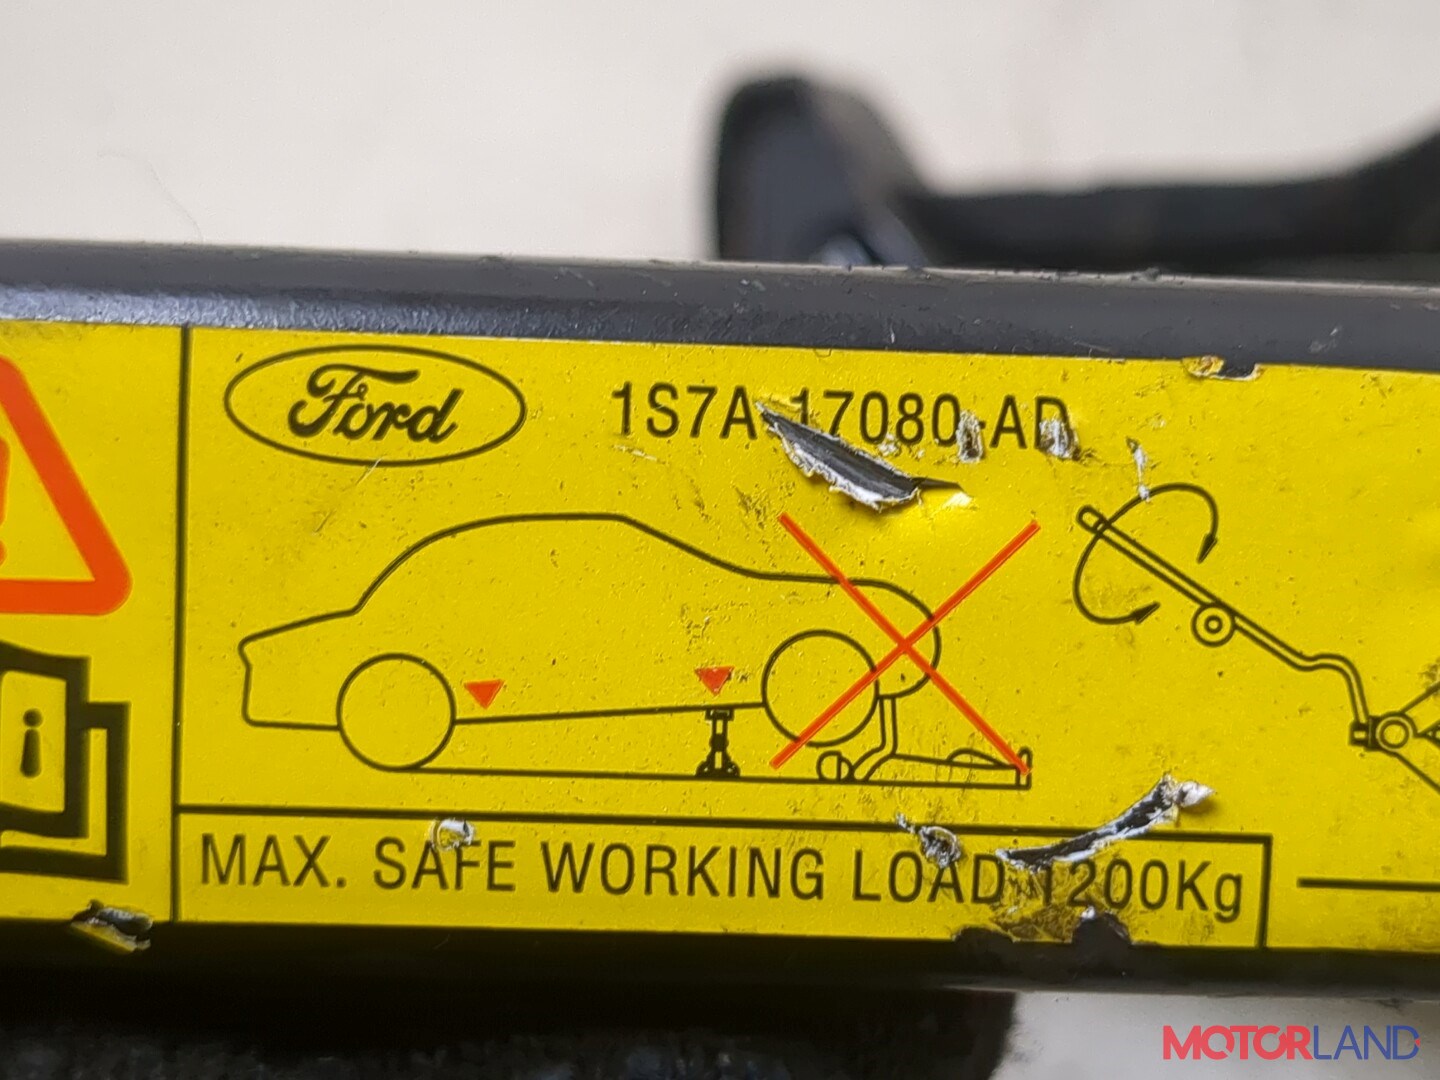 Ford
1S7A-17080-AD
MAX. SAFE WORKING LOAD 1200Kg
MOTORLAND